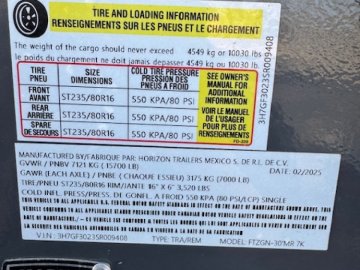 TIRE AND LOADING INFORMATION
RENSEIGNEMENTS SUR LES PNEUS ET LE CHARGEMENT
The weight of the cargo should never exceed 4549 kg or 10030 lbs
le poids du chargement ne doit jamais dépasser 4549 kg ou 10030 lb.
TIRE SIZE COLD TIRE PRESSURE
PNEU DIMENSIONS PRESSION DES PNEUS À FROID
FRONT AVANT ST235/80R16 550 KPA/80 PSI
REAR ARRIÈRE ST235/80R16 550 KPA/80 PSI
SPARE DE SECOURS ST235/80R16 550 KPA/80 PSI
SEE OWNER'S
MANUAL FOR
ADDITIONAL
INFORMATION
VOIR LE MANUEL
DE L'USAGER
POUR PLUS DE
RENSEIGNEMENTS
3H7GF3023SR009408
MANUFACTURED BY/FABRIQUE PAR: HORIZON TRAILERS MEXICO S. DE R.L. DE C.V.
GVWR / PNBV 7121 KG ( 15700 LB) DATE: 02/2025
GAWR (EACH AXLE) / PNBE (CHAQUE ESSIEU) 3175 KG (7000 LB)
TIRE/PNEU ST235/80R16 RIM/JANTE 16" X 6" 3,520 LBS
COLD INFL. PRESS./PRESS. DE GONFL. A FROID 550 KPA (80 PSI/LCP) SINGLE
V.I.N.: 3H7GF3023SR009408 TYPE: TRA/REM MODEL: FTZGN-30'MR 7K